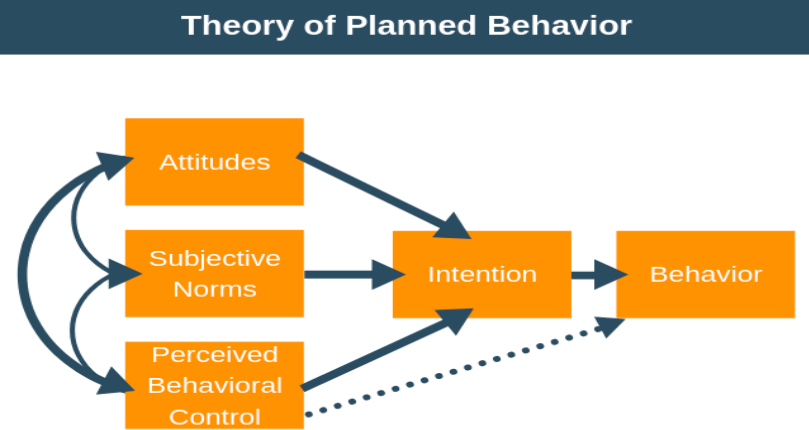 Theory of Planned Behavior
Attitudes
Subjective
Norms
Perceived
Behavioral
Control
Intention
Behavior